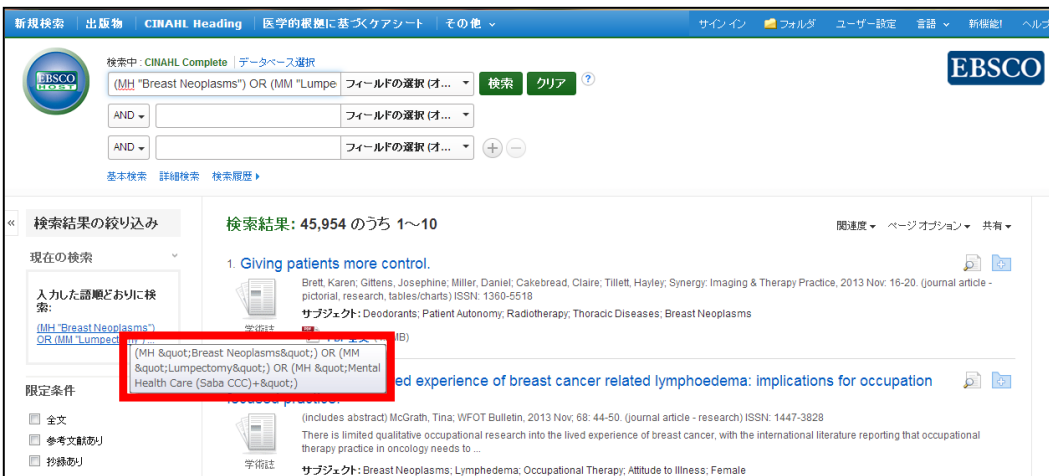 新規検索 出版物 CINAHL Heading 医学的根拠に基づくケアシート その他 サインイン フォルダ ユーザー設定 言語 新機能! ヘルプ
検索中 : CINAHL Complete データベース選択
EBSCO HOST
(MH "Breast Neoplasms") OR (MM "Lumpe フィールドの選択 (オ... 検索 クリア ?
EBSCO
AND フィールドの選択 (オ...
AND フィールドの選択 (オ...
基本検索 詳細検索 検索履歴
« 検索結果の絞り込み
検索結果: 45,954 のうち 1～10
関連度 ページ オプション 共有
現在の検索
入力した語順どおりに検索:
(MH "Breast Neoplasms")
OR (MM "Lumpectomy")...
(MH &quot;Breast Neoplasms&quot;) OR (MM
&quot;Lumpectomy&quot;) OR (MH &quot;Mental
Health Care (Saba CCC)+&quot;)
限定条件
全文
参考文献あり
抄録あり
1. Giving patients more control.
Brett, Karen; Gittens, Josephine; Miller, Daniel; Cakebread, Claire; Tillett, Hayley; Synergy: Imaging & Therapy Practice, 2013 Nov: 16-20. (journal article -
pictorial, research, tables/charts) ISSN: 1360-5518
サブジェクト: Deodorants; Patient Autonomy; Radiotherapy; Thoracic Diseases; Breast Neoplasms
学術誌
MB)
ed experience of breast cancer related lymphoedema: implications for occupation
(includes abstract) McGrath, Tina; WFOT Bulletin, 2013 Nov; 68: 44-50. (journal article - research) ISSN: 1447-3828
There is limited qualitative occupational research into the lived experience of breast cancer, with the international literature reporting that occupational
therapy practice in oncology needs to ...
学術誌
サブジェクト: Breast Neoplasms; Lymphedema; Occupational Therapy; Attitude to Illness; Female